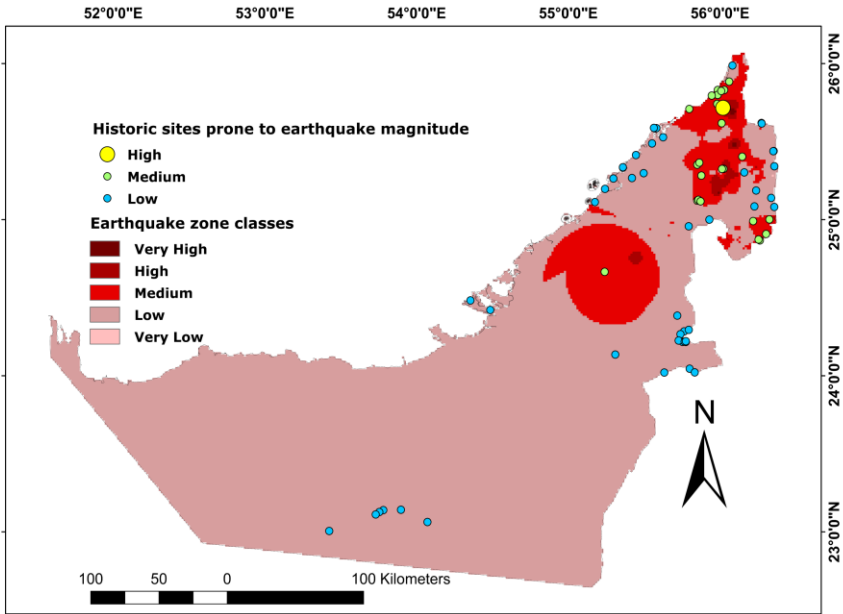 52°0'0"E 53°0'0"E 54°0'0"E 55°0'0"E 56°0'0"E
26°0'0"N
Historic sites prone to earthquake magnitude
High
Medium
Low
25°0'0"N
Earthquake zone classes
Very High
High
Medium
Low
Very Low
24°0'0"N
N
23°0'0"N
100 50 0 100 Kilometers